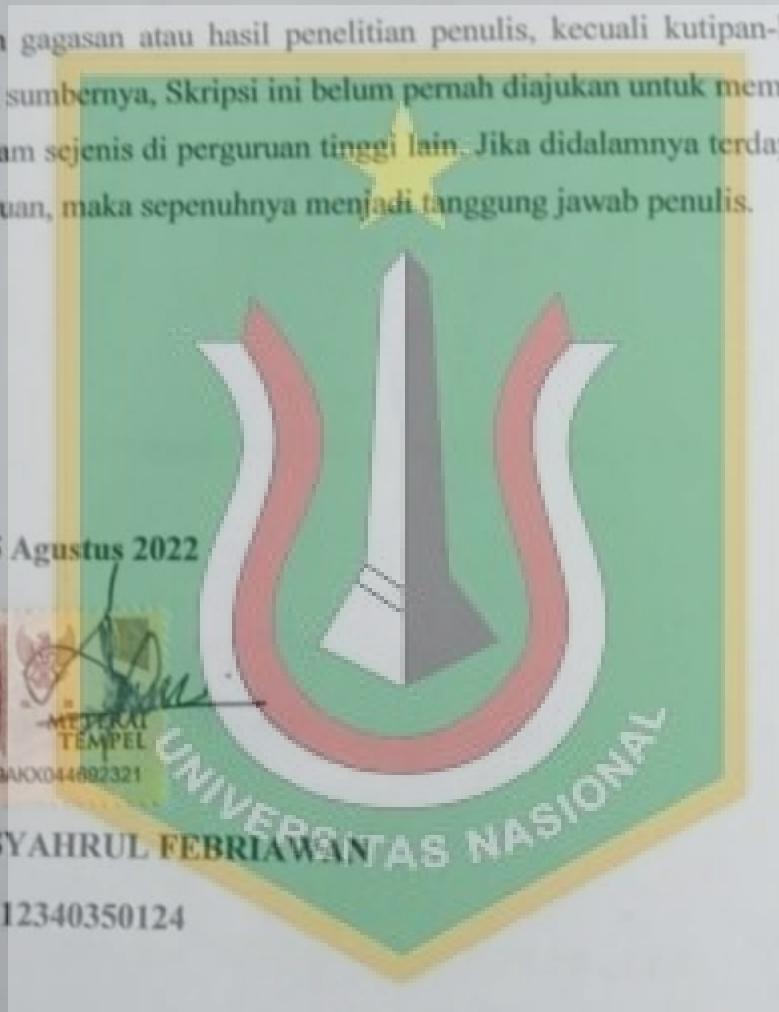 gagasan atau hasil penelitian penulis, kecuali kutipan-
sumbernya, Skripsi ini belum pernah diajukan untuk mem
am sejenis di perguruan tinggi lain. Jika didalamnya terda
uan, maka sepenuhnya menjadi tanggung jawab penulis.
Agustus 2022
METERAI
TEMPEL
AKX044692321
SYAHRUL FEBRIAWAN
12340350124
UNIVERSITAS NASIONAL